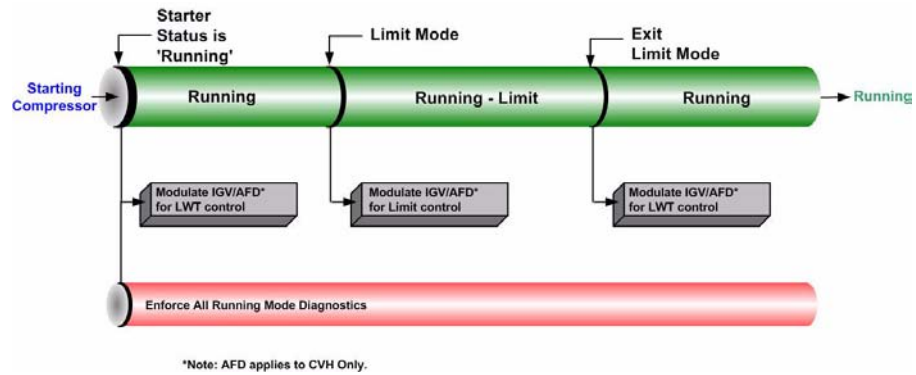 Starter
Status is
'Running'
Limit Mode
Exit
Limit Mode
Starting
Compressor
Running
Running - Limit
Running
Running
Modulate IGV/AFD*
for LWT control
Modulate IGV/AFD*
for Limit control
Modulate IGV/AFD*
for LWT control
Enforce All Running Mode Diagnostics
*Note: AFD applies to CVH Only.